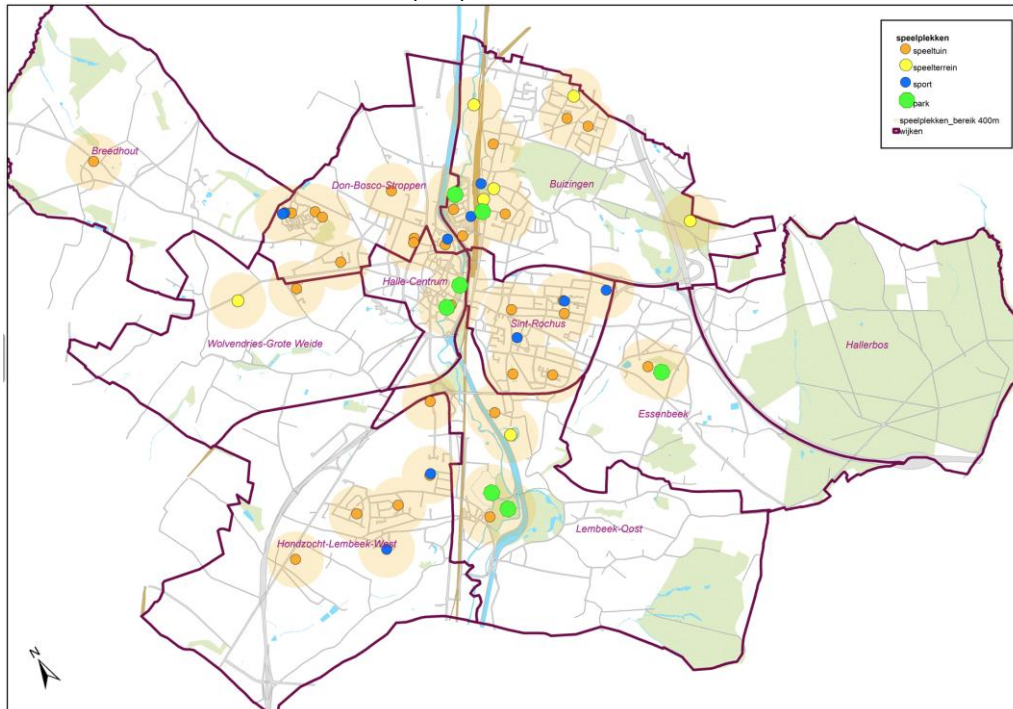 speelplekken
speeltuin
speelterrein
sport
park
speelplekken_bereik 400m
wijken
Breedhout
Don-Bosco-Stroppen
Buizingen
Halle-Centrum
Wolvendries-Grote Weide
Sint-Rochus
Hallerbos
Essenbeek
Lembeek-Oost
Hondzocht-Lembeek-West
N